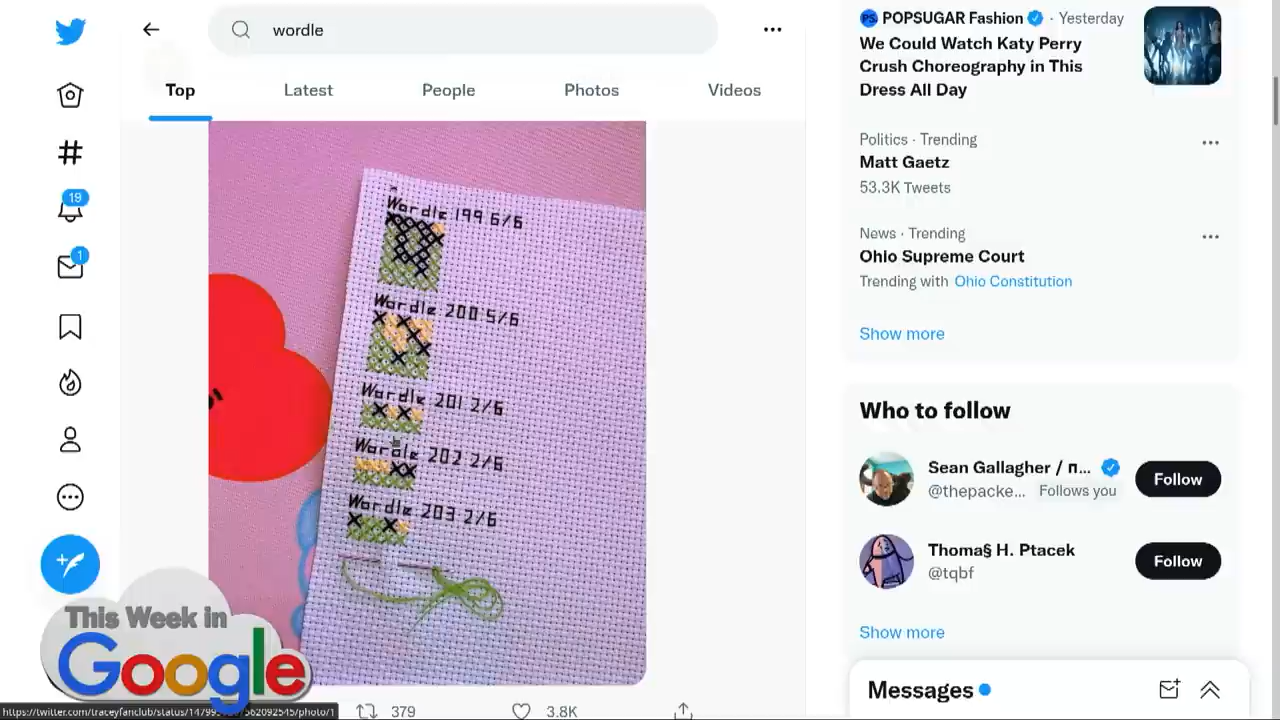 wordle
Top
Latest
People
Photos
Videos
Wordle 199 6/6
Wordle 200 5/6
Wordle 201 2/6
Wordle 202 2/6
Wordle 203 2/6
379
3.8K
19
1
This Week in
Google
PS. POPSUGAR Fashion · Yesterday
We Could Watch Katy Perry
Crush Choreography in This
Dress All Day
Politics · Trending
Matt Gaetz
53.3K Tweets
News · Trending
Ohio Supreme Court
Trending with Ohio Constitution
Show more
Who to follow
Sean Gallagher / п...
@thepacke... Follows you
Follow
Thoma§ H. Ptacek
@tqbf
Follow
Show more
Messages